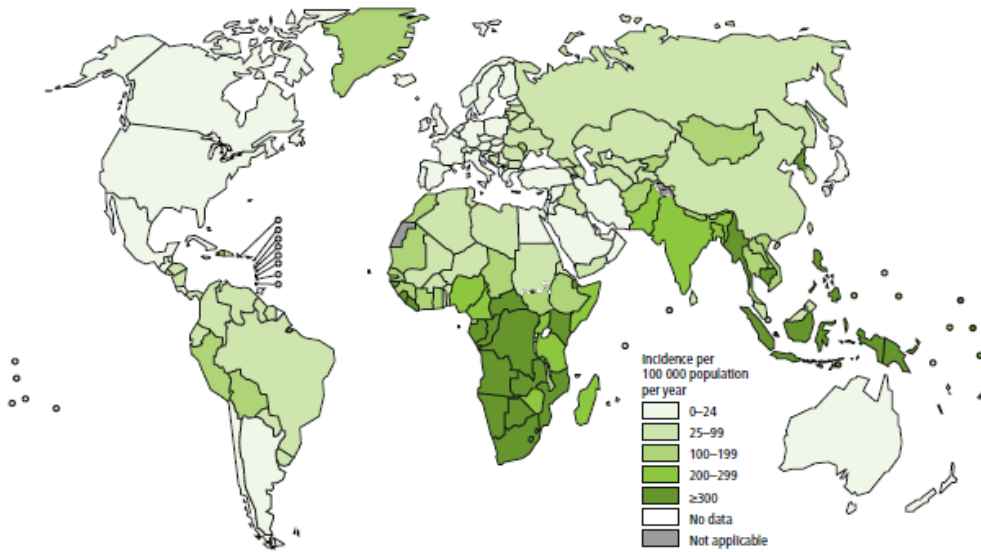 Incidence per
100 000 population
per year
0–24
25–99
100–199
200–299
≥300
No data
Not applicable